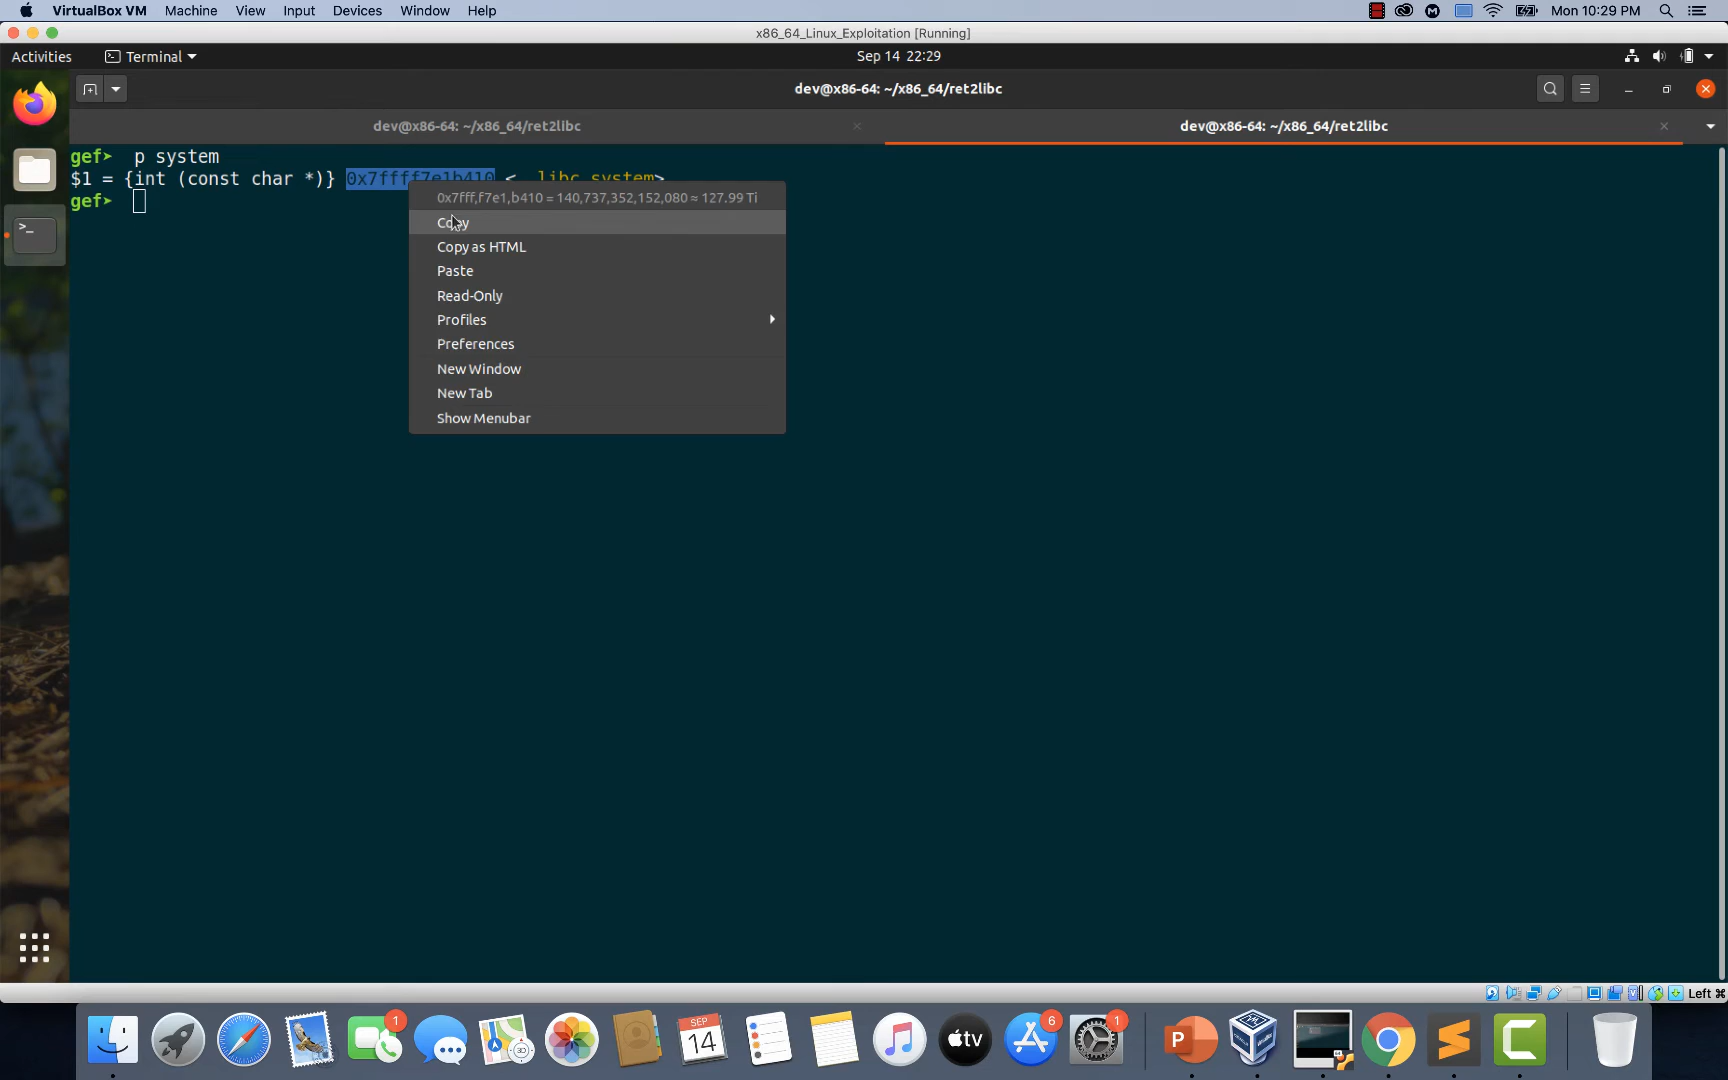 VirtualBox VM Machine View Input Devices Window Help Mon 10:29 PM
x86_64_Linux_Exploitation [Running]
Activities Terminal Sep 14 22:29
dev@x86-64: ~/x86_64/ret2libc
dev@x86-64: ~/x86_64/ret2libc dev@x86-64: ~/x86_64/ret2libc
gef➤ p system
$1 = {int (const char *)} 0x7ffff7e1b410 <__libc_system>
gef➤
0x7fff,f7e1,b410 = 140,737,352,152,080 ≈ 127.99 Ti
Copy
Copy as HTML
Paste
Read-Only
Profiles
Preferences
New Window
New Tab
Show Menubar
Left ⌘
1 SEP 14 3D tv 6 1 P C